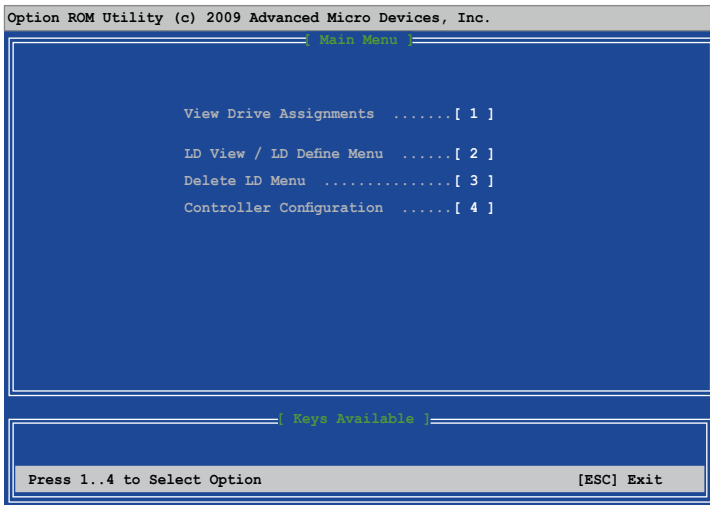 Option ROM Utility (c) 2009 Advanced Micro Devices, Inc.
[ Main Menu ]
View Drive Assignments .......[ 1 ]
LD View / LD Define Menu ......[ 2 ]
Delete LD Menu ...............[ 3 ]
Controller Configuration ......[ 4 ]
[ Keys Available ]
Press 1..4 to Select Option [ESC] Exit